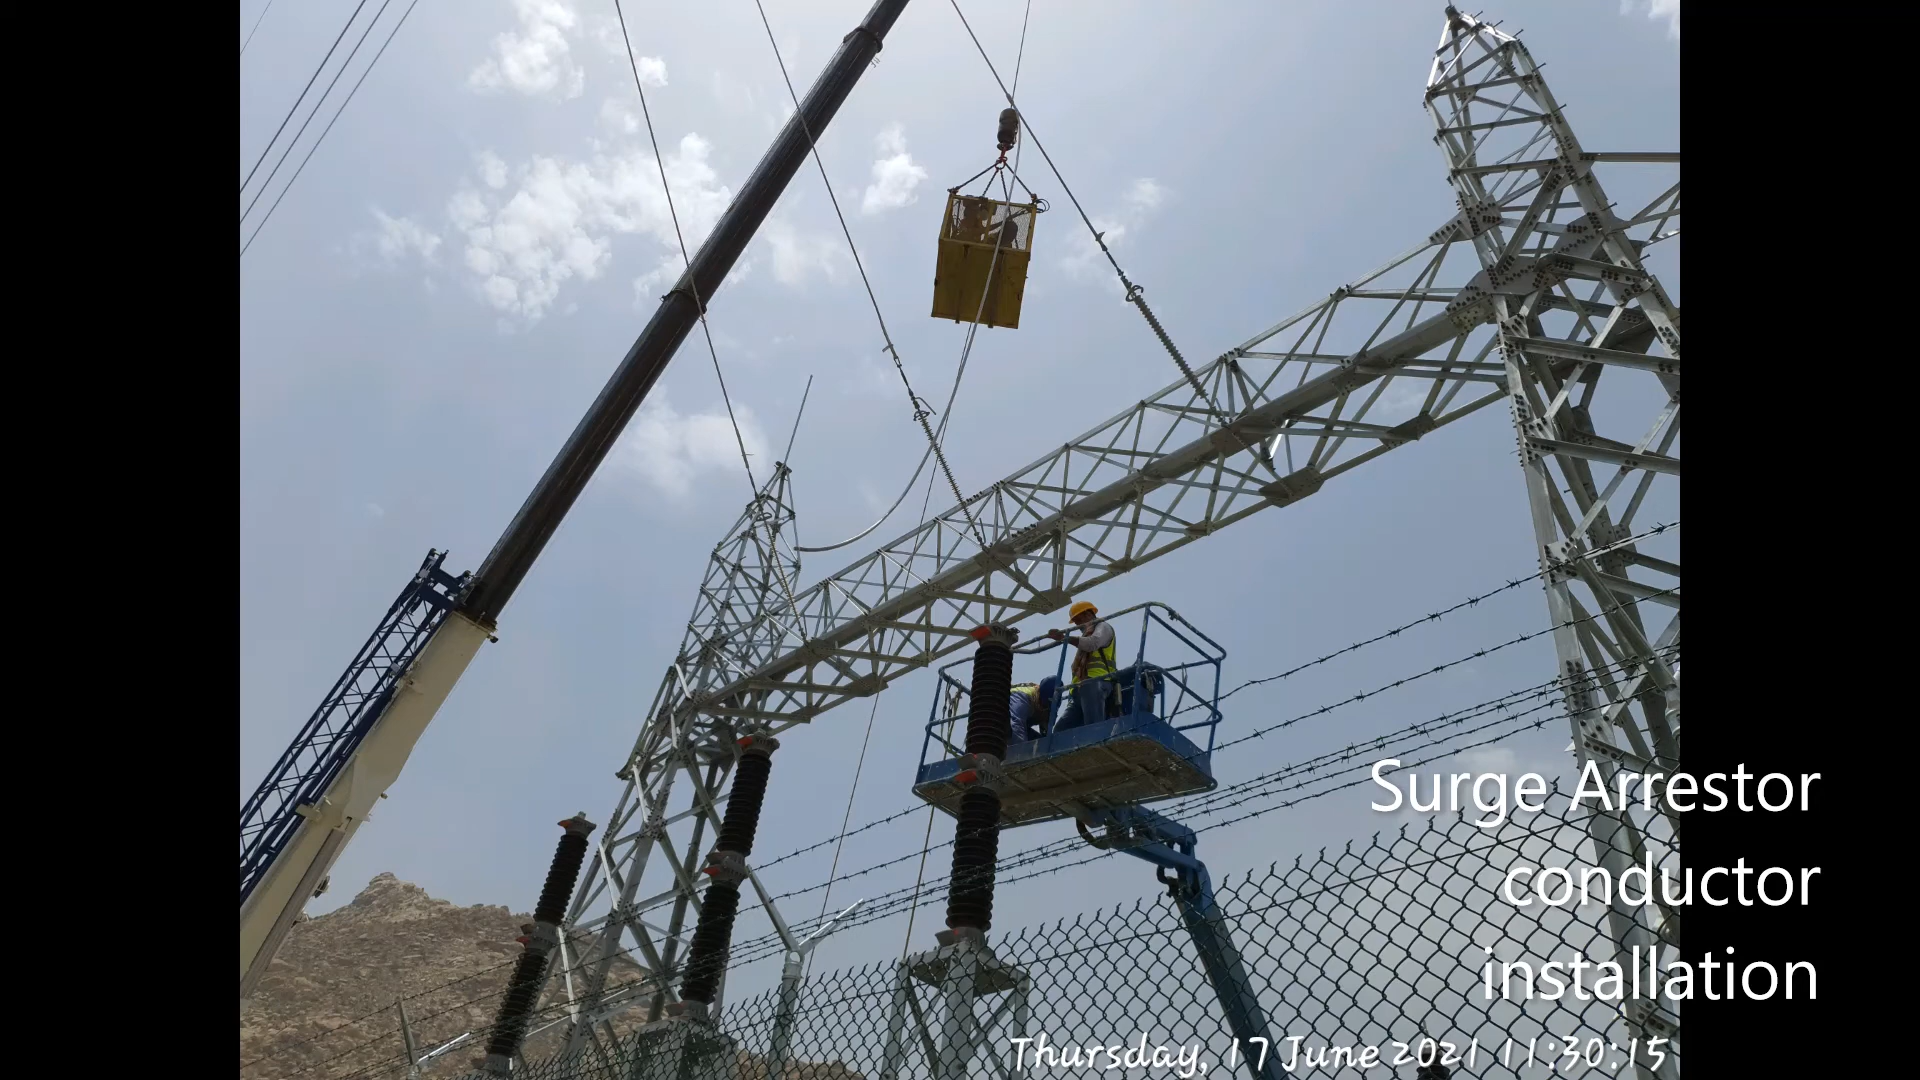 Surge Arrestor
conductor
installation
Thursday, 17 June 2021 11:30:15